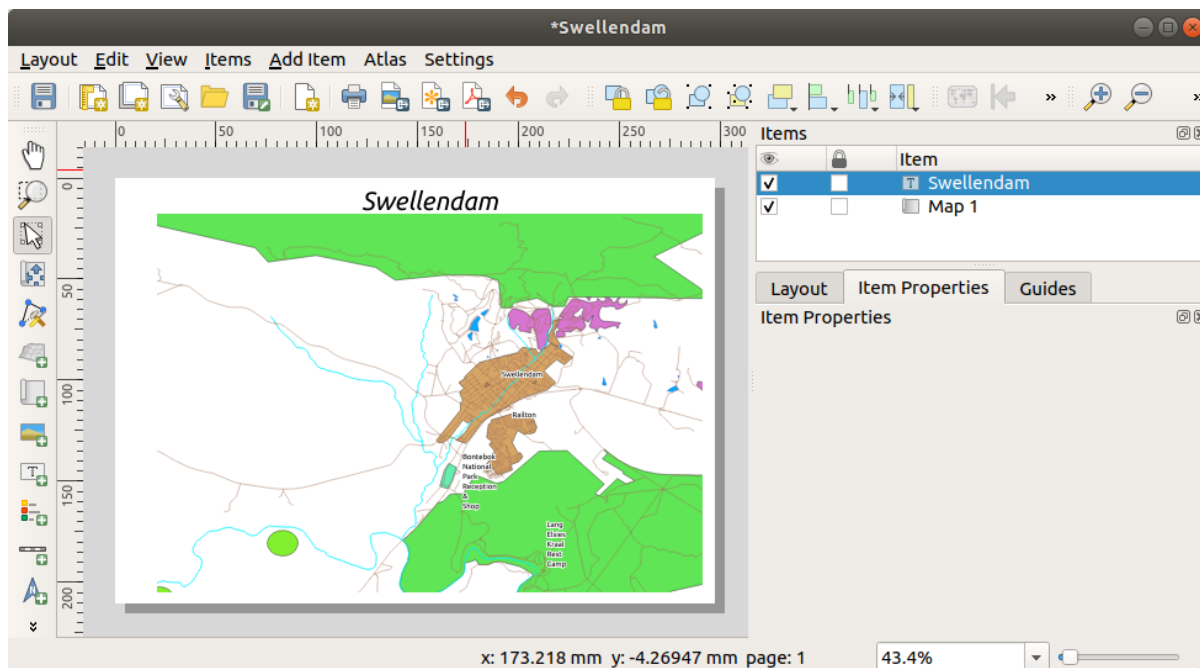 *Swellendam
Layout Edit View Items Add Item Atlas Settings
»
»
0 50 100 150 200 250 300
0
50
100
150
200
Swellendam
Swellendam
Railton
Bontebok
National
Park
Reception
&
Shop
Lang
Elsies
Kraal
Rest
Camp
Items
Item
T Swellendam
Map 1
Layout Item Properties Guides
Item Properties
x: 173.218 mm y: -4.26947 mm page: 1 43.4%